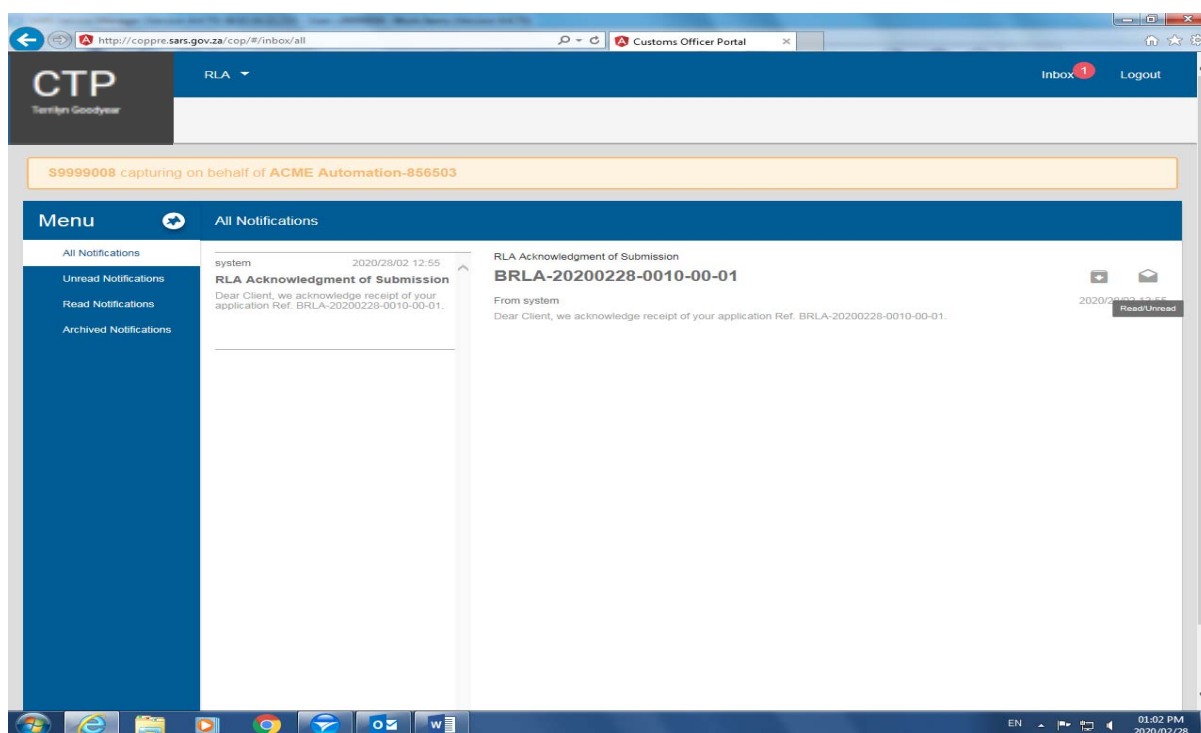 http://coppre.sars.gov.za/cop/#/inbox/all
Customs Officer Portal
CTP
RLA
Inbox 1
Logout
S9999008 capturing on behalf of ACME Automation-856503
Menu
All Notifications
All Notifications
Unread Notifications
Read Notifications
Archived Notifications
system 2020/28/02 12:55
RLA Acknowledgment of Submission
Dear Client, we acknowledge receipt of your
application Ref. BRLA-20200228-0010-00-01.
RLA Acknowledgment of Submission
BRLA-20200228-0010-00-01
From system
Read/Unread
Dear Client, we acknowledge receipt of your application Ref. BRLA-20200228-0010-00-01.
EN
01:02 PM
2020/02/28